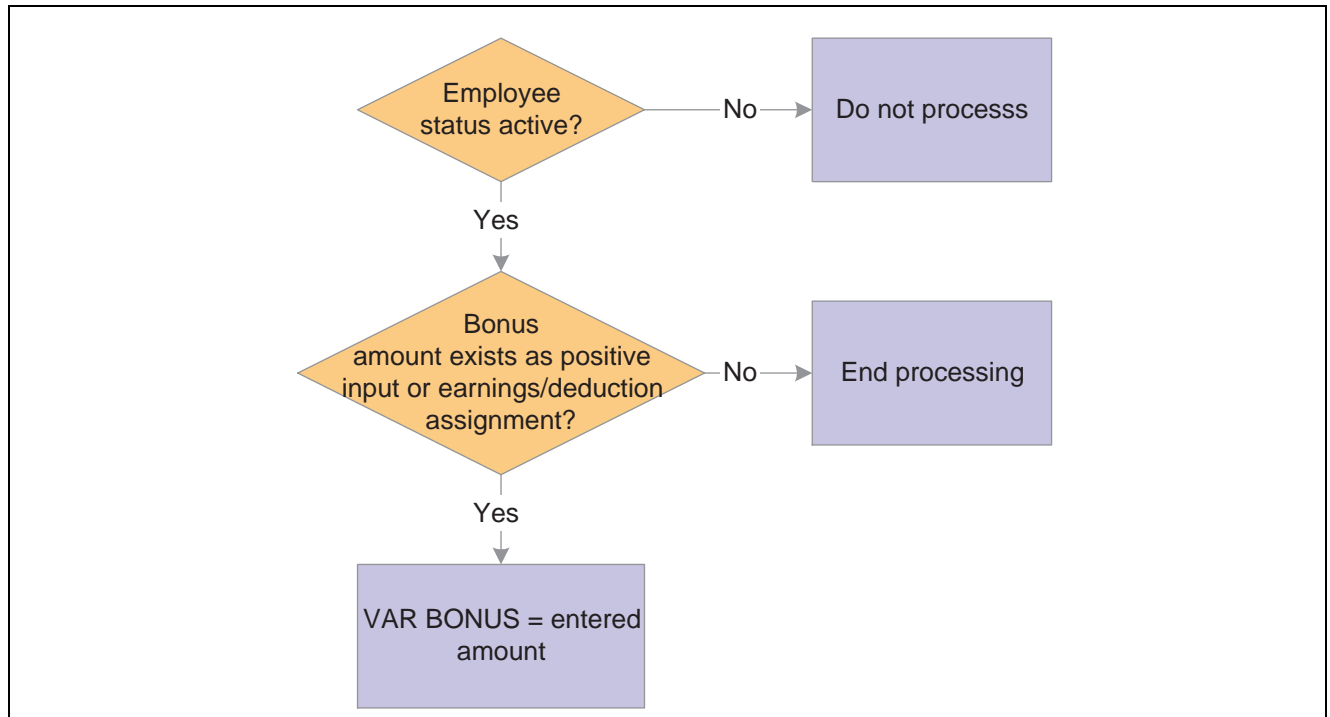 Employee
status active?
No
Do not processs
Yes
Bonus
amount exists as positive
input or earnings/deduction
assignment?
No
End processing
Yes
VAR BONUS = entered
amount